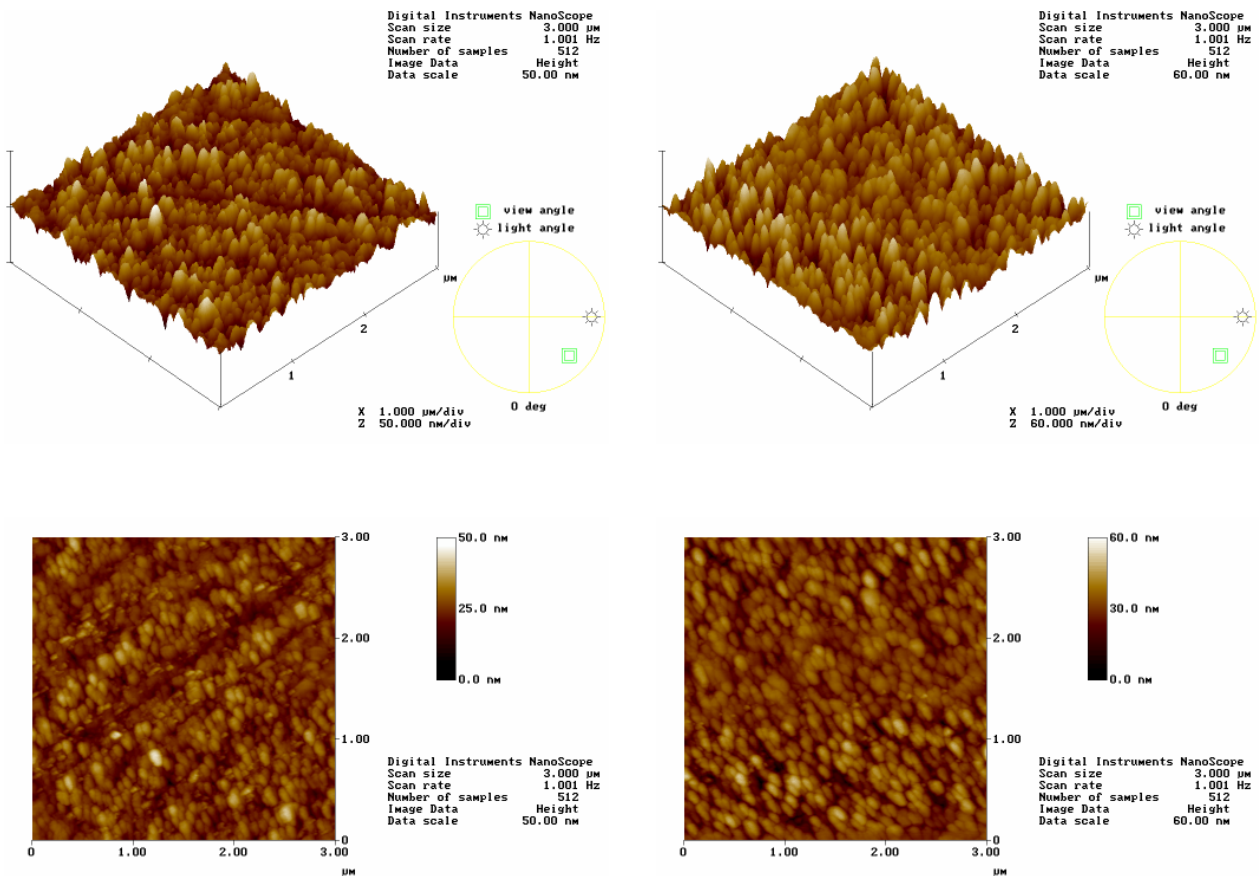 Digital Instruments NanoScope
Scan size 3.000 µm
Scan rate 1.001 Hz
Number of samples 512
Image Data Height
Data scale 50.00 nm
view angle
light angle
µm
2
1
X 1.000 µm/div
Z 50.000 nm/div
0 deg
Digital Instruments NanoScope
Scan size 3.000 µm
Scan rate 1.001 Hz
Number of samples 512
Image Data Height
Data scale 60.00 nm
view angle
light angle
µm
2
1
X 1.000 µm/div
Z 60.000 nm/div
0 deg
3.00
2.00
1.00
0
0 1.00 2.00 3.00
µm
50.0 nm
25.0 nm
0.0 nm
Digital Instruments NanoScope
Scan size 3.000 µm
Scan rate 1.001 Hz
Number of samples 512
Image Data Height
Data scale 50.00 nm
3.00
2.00
1.00
0
0 1.00 2.00 3.00
µm
60.0 nm
30.0 nm
0.0 nm
Digital Instruments NanoScope
Scan size 3.000 µm
Scan rate 1.001 Hz
Number of samples 512
Image Data Height
Data scale 60.00 nm